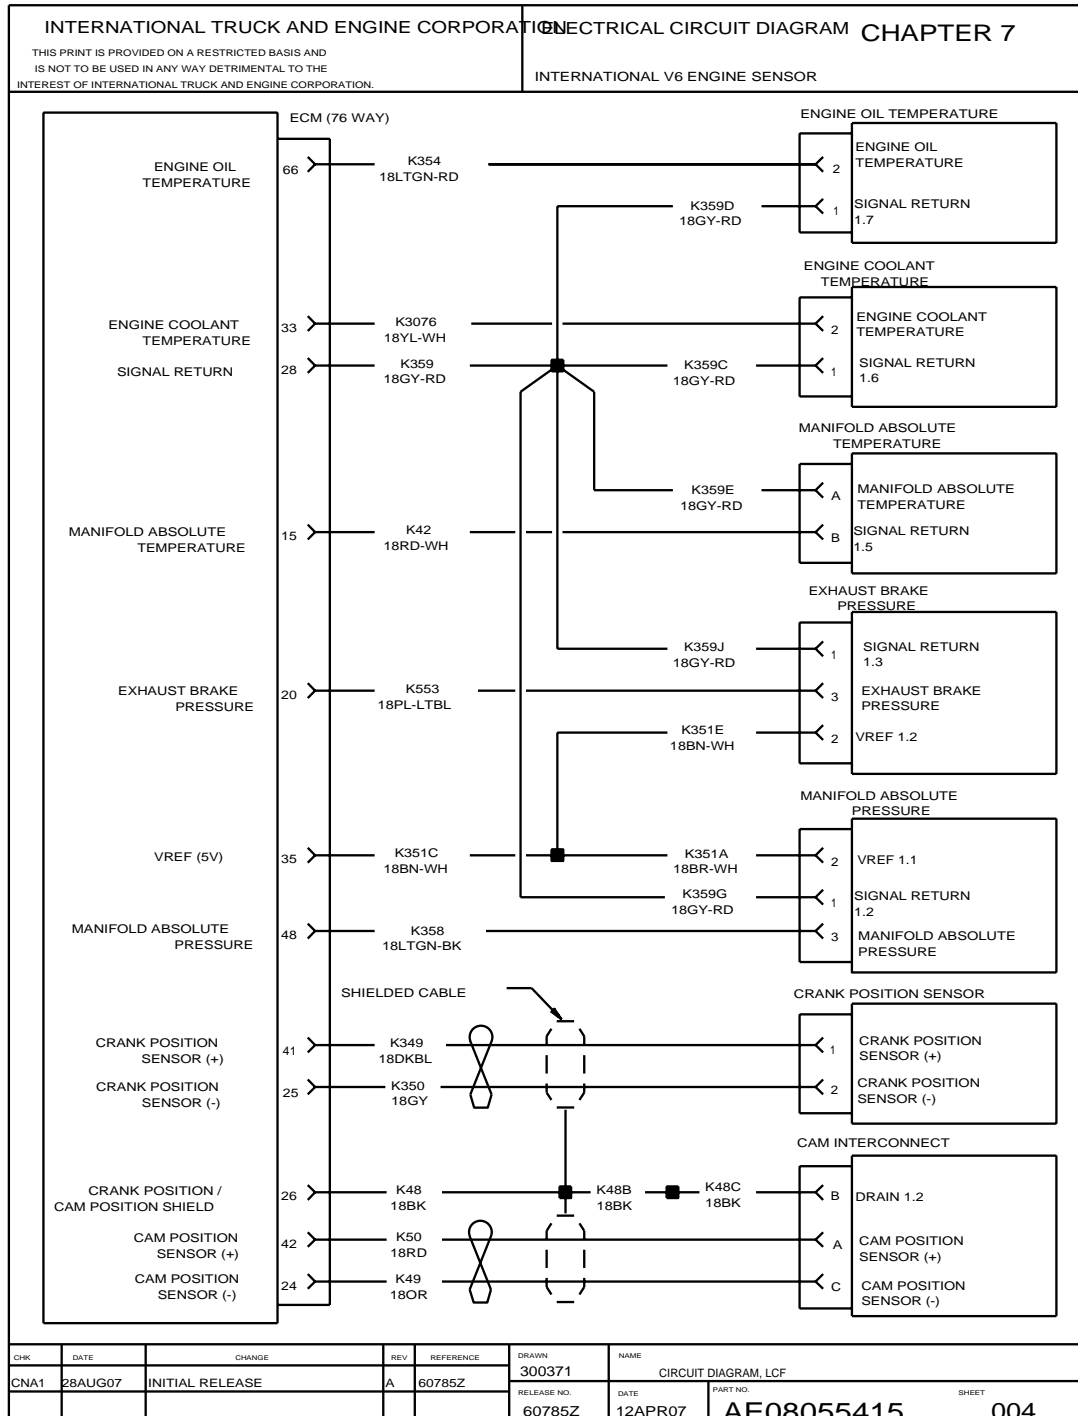 INTERNATIONAL TRUCK AND ENGINE CORPORATION
THIS PRINT IS PROVIDED ON A RESTRICTED BASIS AND
IS NOT TO BE USED IN ANY WAY DETRIMENTAL TO THE
INTEREST OF INTERNATIONAL TRUCK AND ENGINE CORPORATION.
ELECTRICAL CIRCUIT DIAGRAM
CHAPTER 7
INTERNATIONAL V6 ENGINE SENSOR
ECM (76 WAY)
ENGINE OIL
TEMPERATURE
66
K354
18LTGN-RD
ENGINE OIL TEMPERATURE
2
ENGINE OIL
TEMPERATURE
K359D
18GY-RD
1
SIGNAL RETURN
1.7
ENGINE COOLANT
TEMPERATURE
ENGINE COOLANT
TEMPERATURE
33
K3076
18YL-WH
2
ENGINE COOLANT
TEMPERATURE
SIGNAL RETURN
28
K359
18GY-RD
K359C
18GY-RD
1
SIGNAL RETURN
1.6
MANIFOLD ABSOLUTE
TEMPERATURE
K359E
18GY-RD
A
MANIFOLD ABSOLUTE
TEMPERATURE
MANIFOLD ABSOLUTE
TEMPERATURE
15
K42
18RD-WH
B
SIGNAL RETURN
1.5
EXHAUST BRAKE
PRESSURE
K359J
18GY-RD
1
SIGNAL RETURN
1.3
EXHAUST BRAKE
PRESSURE
20
K553
18PL-LTBL
3
EXHAUST BRAKE
PRESSURE
K351E
18BN-WH
2
VREF 1.2
MANIFOLD ABSOLUTE
PRESSURE
VREF (5V)
35
K351C
18BN-WH
K351A
18BR-WH
2
VREF 1.1
K359G
18GY-RD
1
SIGNAL RETURN
1.2
MANIFOLD ABSOLUTE
PRESSURE
48
K358
18LTGN-BK
3
MANIFOLD ABSOLUTE
PRESSURE
SHIELDED CABLE
CRANK POSITION SENSOR
CRANK POSITION
SENSOR (+)
41
K349
18DKBL
1
CRANK POSITION
SENSOR (+)
CRANK POSITION
SENSOR (-)
25
K350
18GY
2
CRANK POSITION
SENSOR (-)
CAM INTERCONNECT
CRANK POSITION /
CAM POSITION SHIELD
26
K48
18BK
K48B
18BK
K48C
18BK
B
DRAIN 1.2
CAM POSITION
SENSOR (+)
42
K50
18RD
A
CAM POSITION
SENSOR (+)
CAM POSITION
SENSOR (-)
24
K49
18OR
C
CAM POSITION
SENSOR (-)
CHK DATE CHANGE REV REFERENCE
CNA1 28AUG07 INITIAL RELEASE A 60785Z
DRAWN
300371
NAME
CIRCUIT DIAGRAM, LCF
RELEASE NO.
60785Z
DATE
12APR07
PART NO.
AE08055415
SHEET
004